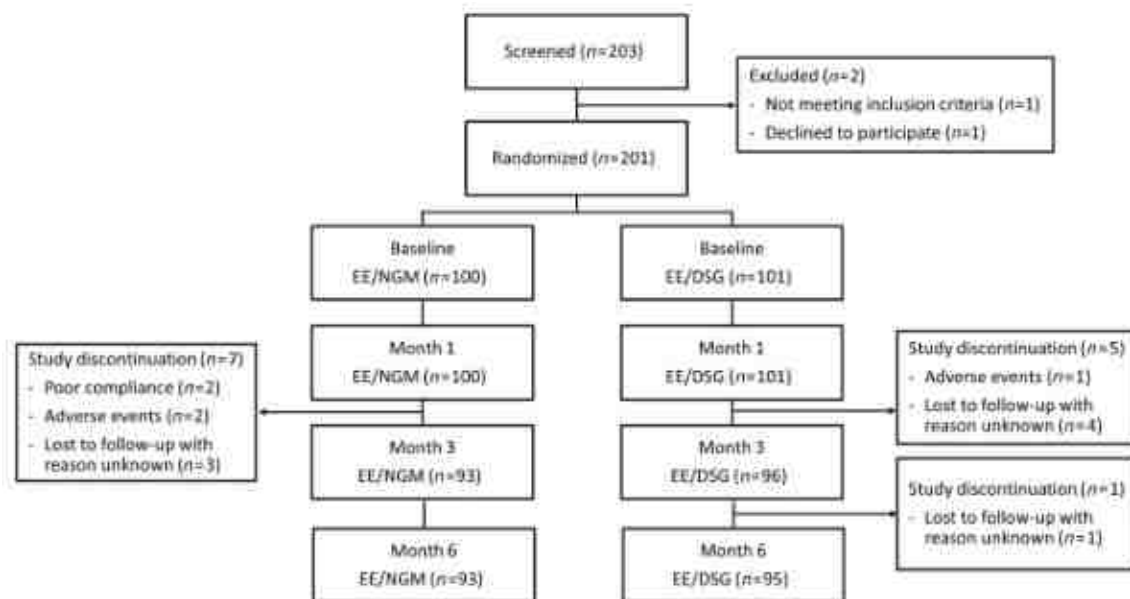 Screened (n=203)
Excluded (n=2)
- Not meeting inclusion criteria (n=1)
- Declined to participate (n=1)
Randomized (n=201)
Baseline
EE/NGM (n=100)
Baseline
EE/DSG (n=101)
Month 1
EE/NGM (n=100)
Month 1
EE/DSG (n=101)
Study discontinuation (n=7)
- Poor compliance (n=2)
- Adverse events (n=2)
- Lost to follow-up with
reason unknown (n=3)
Study discontinuation (n=5)
- Adverse events (n=1)
- Lost to follow-up with
reason unknown (n=4)
Month 3
EE/NGM (n=93)
Month 3
EE/DSG (n=96)
Study discontinuation (n=1)
- Lost to follow-up with
reason unknown (n=1)
Month 6
EE/NGM (n=93)
Month 6
EE/DSG (n=95)